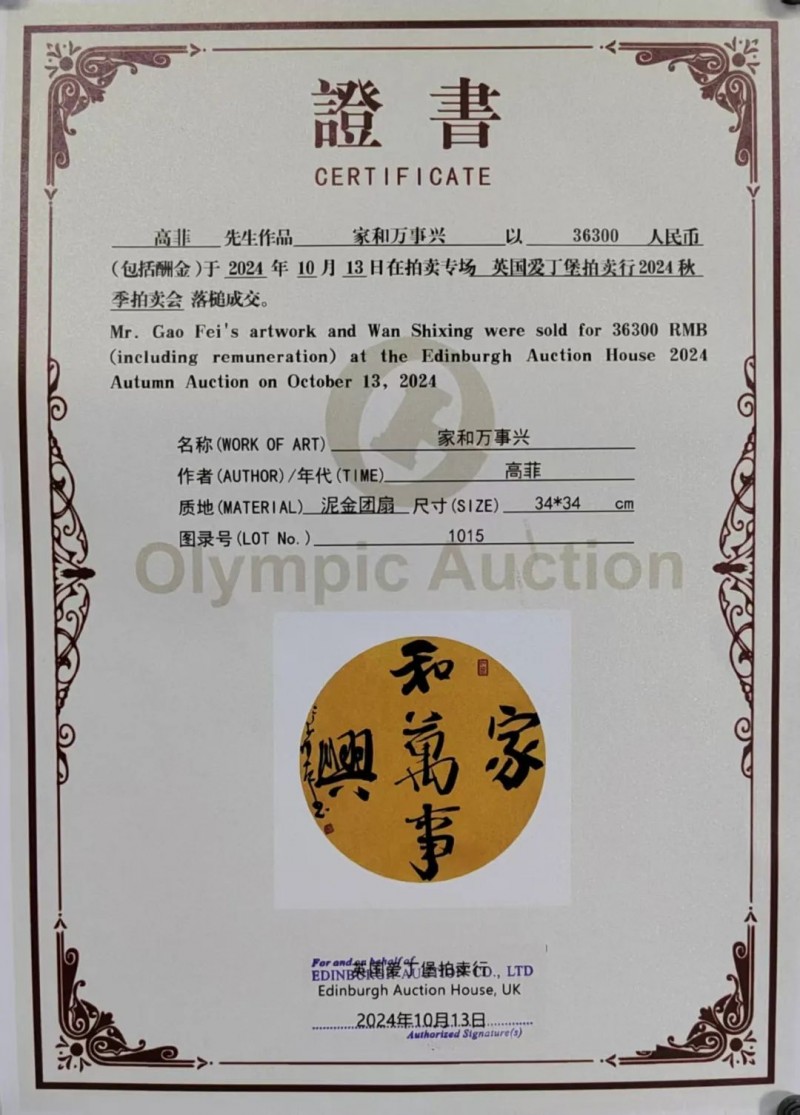 證書
CERTIFICATE
高菲 先生作品 家和万事兴 以 36300 人民币
(包括酬金)于 2024 年 10 月 13 日在拍卖专场 英国爱丁堡拍卖行2024秋
季拍卖会 落槌成交。
Mr. Gao Fei's artwork and Wan Shixing were sold for 36300 RMB
(including remuneration) at the Edinburgh Auction House 2024
Autumn Auction on October 13, 2024
名称(WORK OF ART) 家和万事兴
作者(AUTHOR)/年代(TIME) 高菲
质地(MATERIAL) 泥金团扇 尺寸(SIZE) 34*34 cm
图录号(LOT No.) 1015
Olympic Auction
家
和萬事
興
For and on behalf of
英国爱丁堡拍卖行
EDINBURGH AUCTION CO., LTD
Edinburgh Auction House, UK
2024年10月13日
Authorized Signature(s)